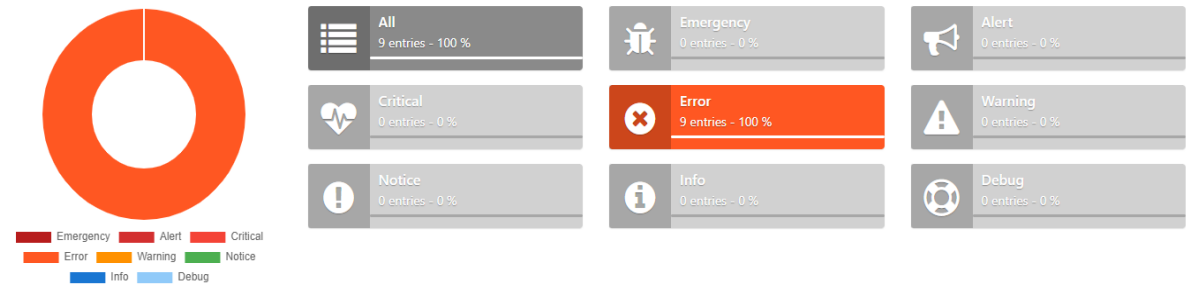 All
9 entries - 100 %
Emergency
0 entries - 0 %
Alert
0 entries - 0 %
Critical
0 entries - 0 %
Error
9 entries - 100 %
Warning
0 entries - 0 %
Notice
0 entries - 0 %
Info
0 entries - 0 %
Debug
0 entries - 0 %
Emergency Alert Critical
Error Warning Notice
Info Debug